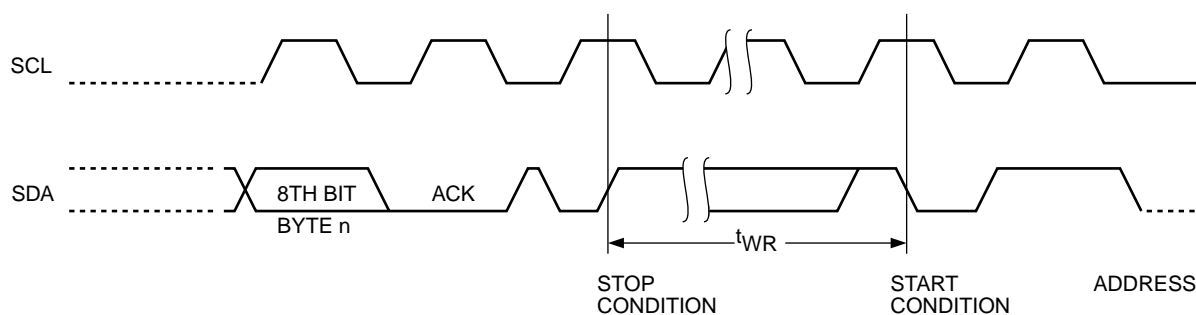 SCL
SDA
8TH BIT
ACK
BYTE n
tWR
STOP
CONDITION
START
CONDITION
ADDRESS